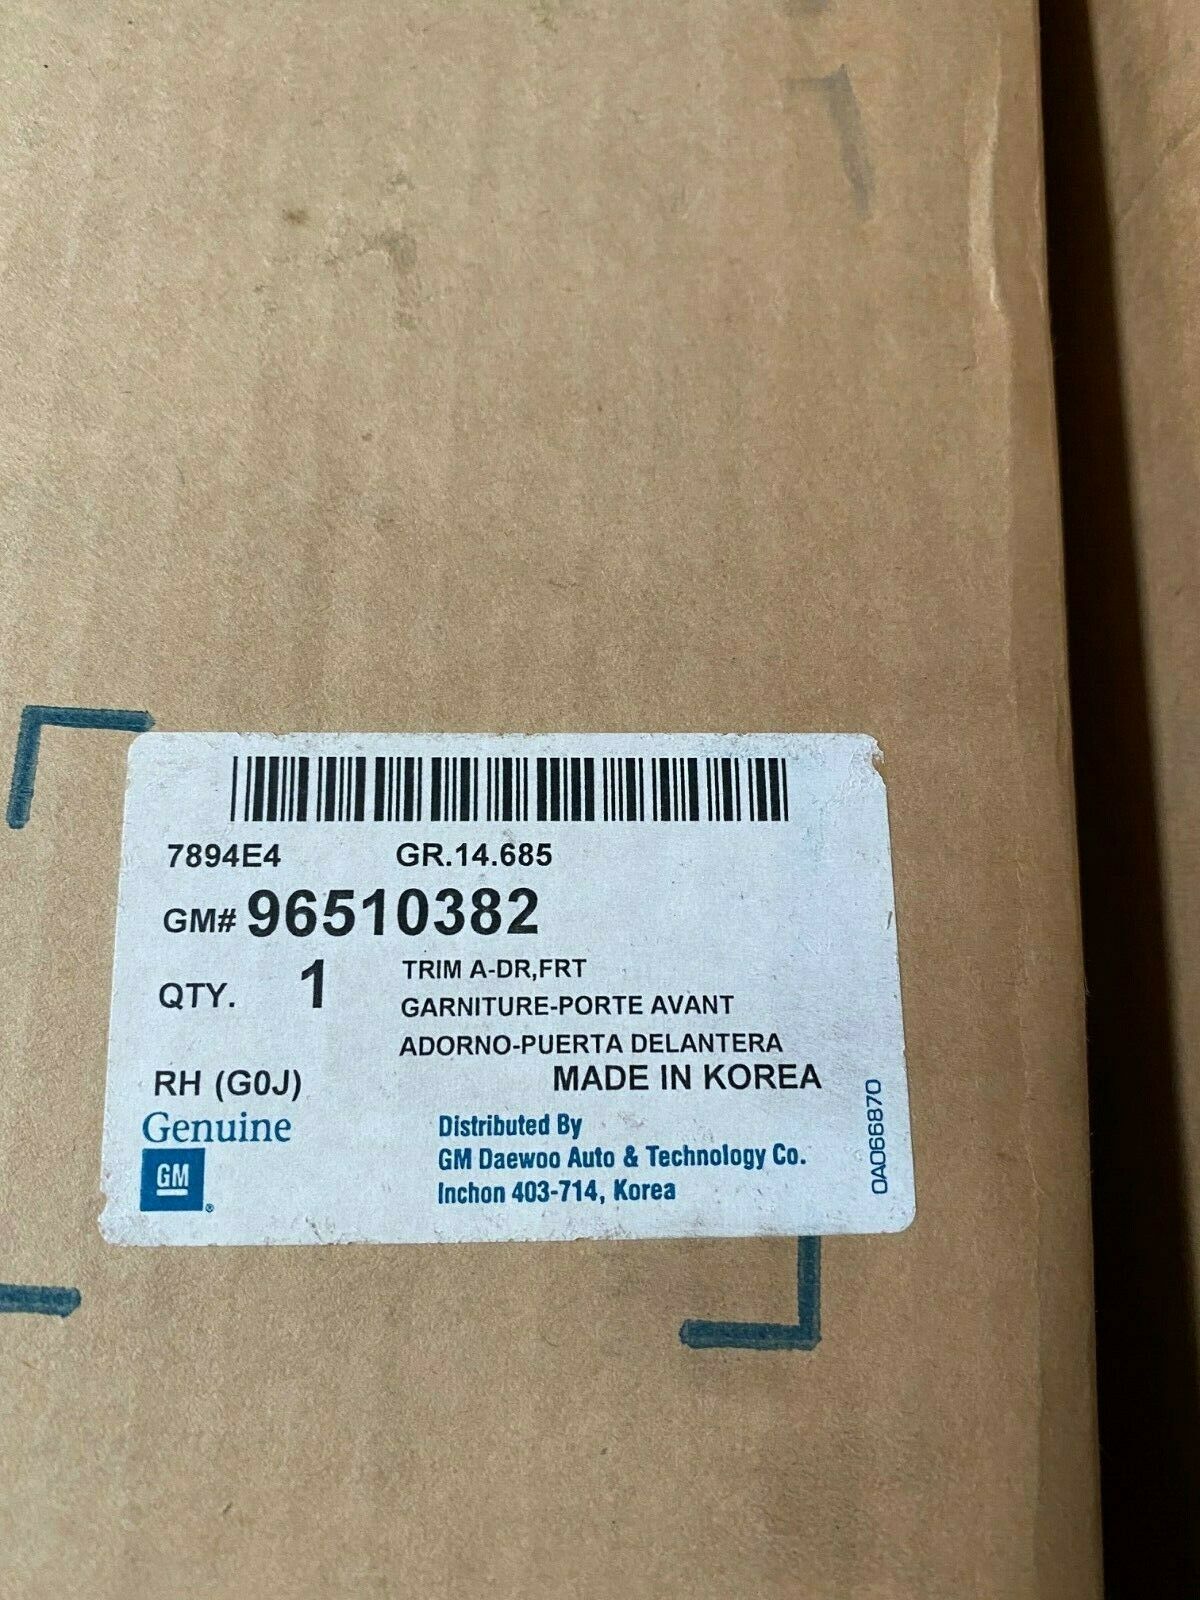 7894E4 GR.14.685
GM# 96510382
QTY. 1 TRIM A-DR,FRT
GARNITURE-PORTE AVANT
ADORNO-PUERTA DELANTERA
RH (G0J) MADE IN KOREA
Genuine
GM
Distributed By
GM Daewoo Auto & Technology Co.
Inchon 403-714, Korea
0A066870